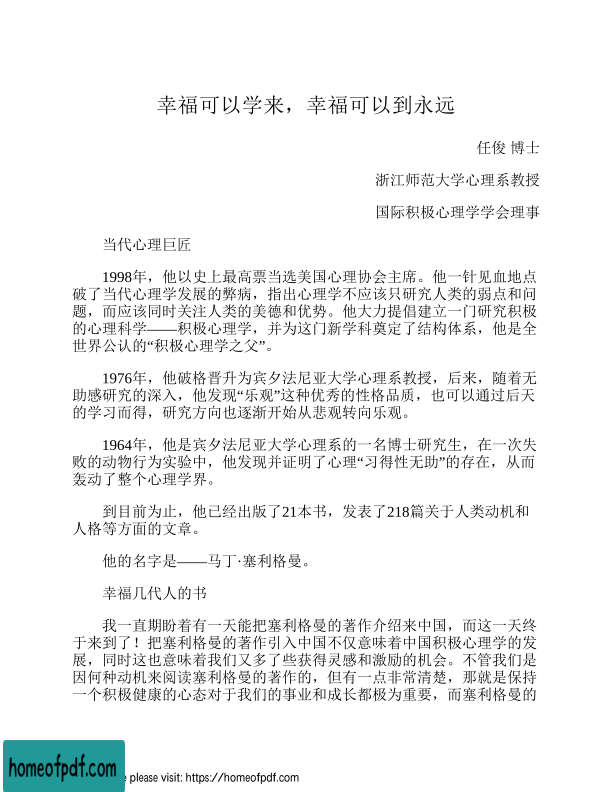 幸福可以学来，幸福可以到永远
任俊 博士
浙江师范大学心理系教授
国际积极心理学学会理事
当代心理巨匠
1998年，他以史上最高票当选美国心理协会主席。他一针见血地点
破了当代心理学发展的弊病，指出心理学不应该只研究人类的弱点和问
题，而应该同时关注人类的美德和优势。他大力提倡建立一门研究积极
的心理科学——积极心理学，并为这门新学科奠定了结构体系，他是全
世界公认的“积极心理学之父”。
1976年，他破格晋升为宾夕法尼亚大学心理系教授，后来，随着无
助感研究的深入，他发现“乐观”这种优秀的性格品质，也可以通过后天
的学习而得，研究方向也逐渐开始从悲观转向乐观。
1964年，他是宾夕法尼亚大学心理系的一名博士研究生，在一次失
败的动物行为实验中，他发现并证明了心理“习得性无助”的存在，从而
轰动了整个心理学界。
到目前为止，他已经出版了21本书，发表了218篇关于人类动机和
人格等方面的文章。
他的名字是——马丁·塞利格曼。
幸福几代人的书
我一直期盼着有一天能把塞利格曼的著作介绍来中国，而这一天终
于来到了！把塞利格曼的著作引入中国不仅意味着中国积极心理学的发
展，同时这也意味着我们又多了些获得灵感和激励的机会。不管我们是
因何种动机来阅读塞利格曼的著作的，但有一点非常清楚，那就是保持
一个积极健康的心态对于我们的事业和成长都极为重要，而塞利格曼的
homeofpdf.com
e please visit: https://homeofpdf.com